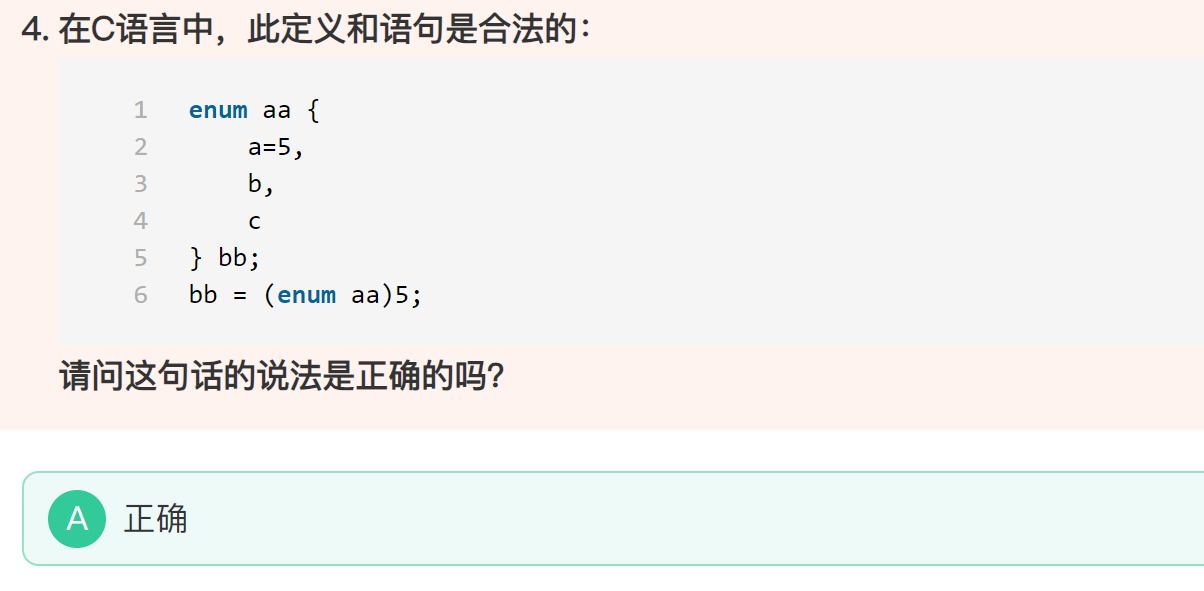 4. 在C语言中，此定义和语句是合法的：
1 enum aa {
2     a=5,
3     b,
4     c
5 } bb;
6 bb = (enum aa)5;
请问这句话的说法是正确的吗?
A 正确